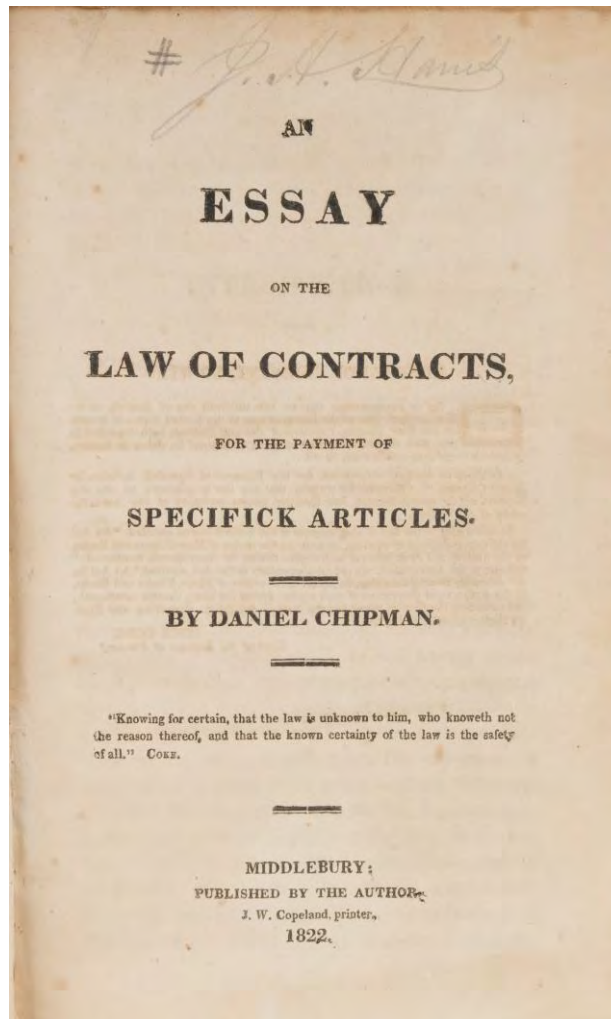 #
AN
ESSAY
ON THE
LAW OF CONTRACTS,
FOR THE PAYMENT OF
SPECIFICK ARTICLES.
BY DANIEL CHIPMAN.
"Knowing for certain, that the law is unknown to him, who knoweth not
the reason thereof, and that the known certainty of the law is the safety
of all." COKE.
MIDDLEBURY:
PUBLISHED BY THE AUTHOR.
J. W. Copeland, printer.
1822.